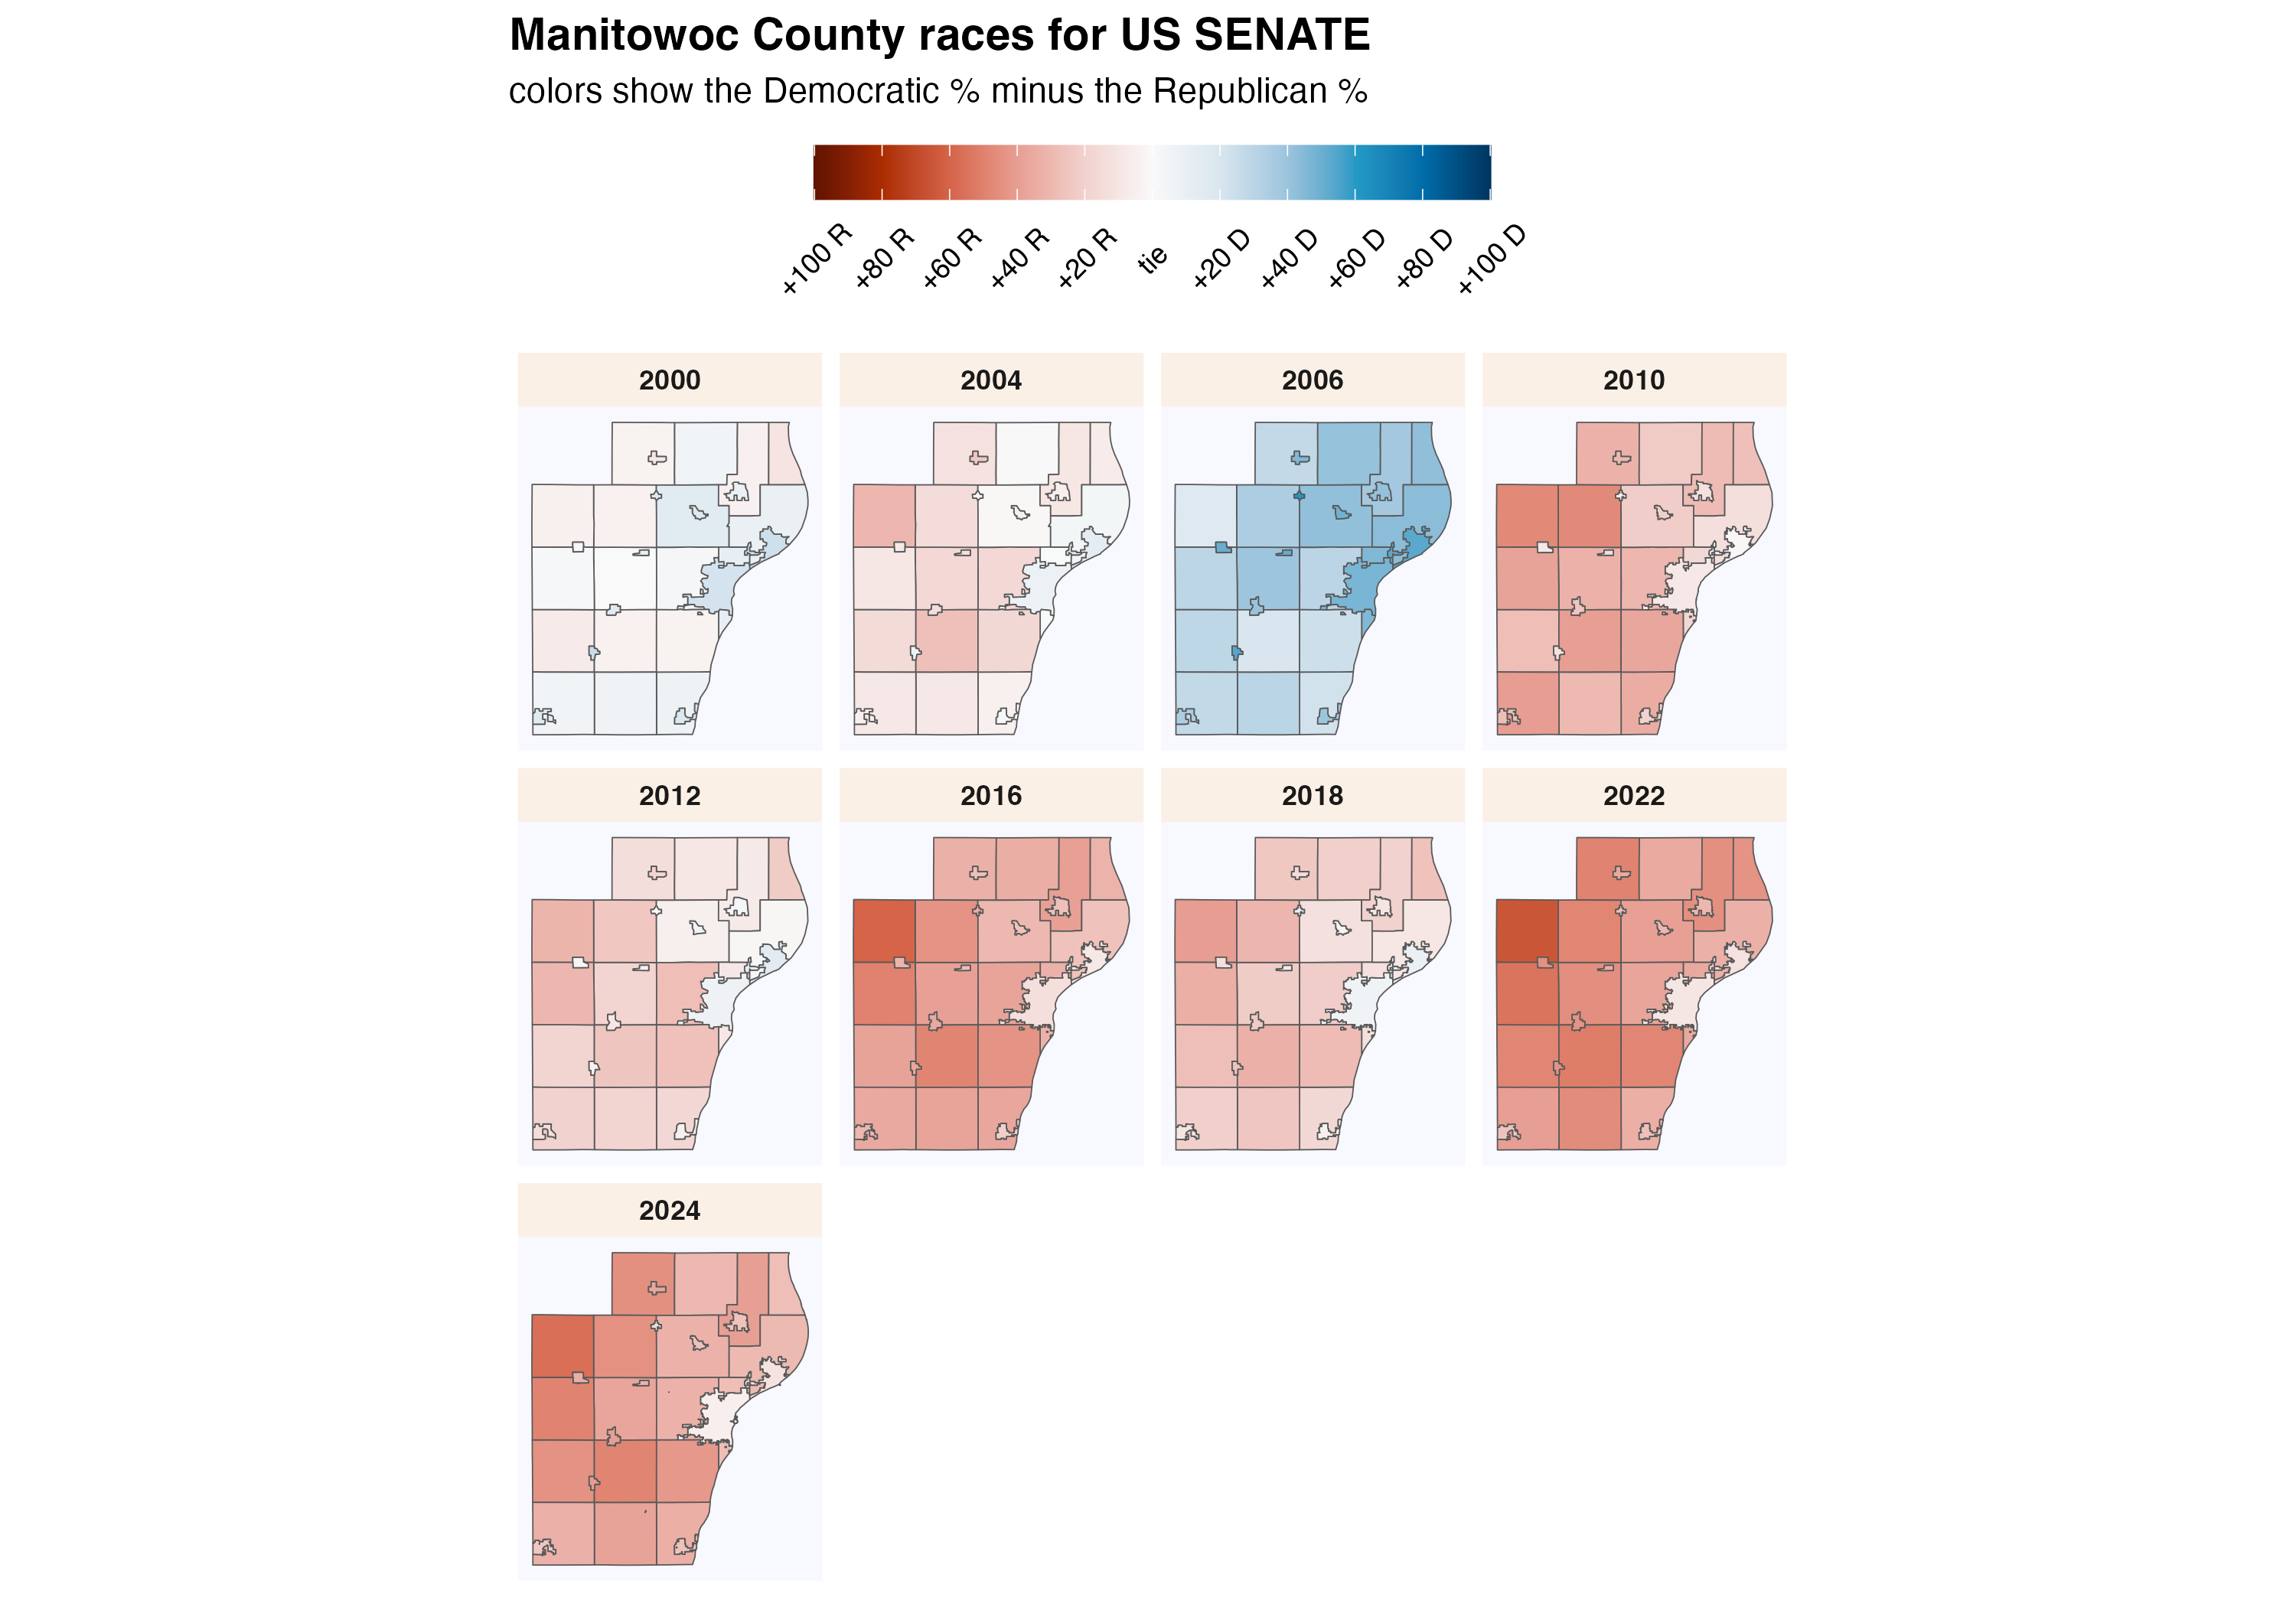 Manitowoc County races for US SENATE
colors show the Democratic % minus the Republican %
+100 R +80 R +60 R +40 R +20 R tie +20 D +40 D +60 D +80 D +100 D
2000 2004 2006 2010
2012 2016 2018 2022
2024